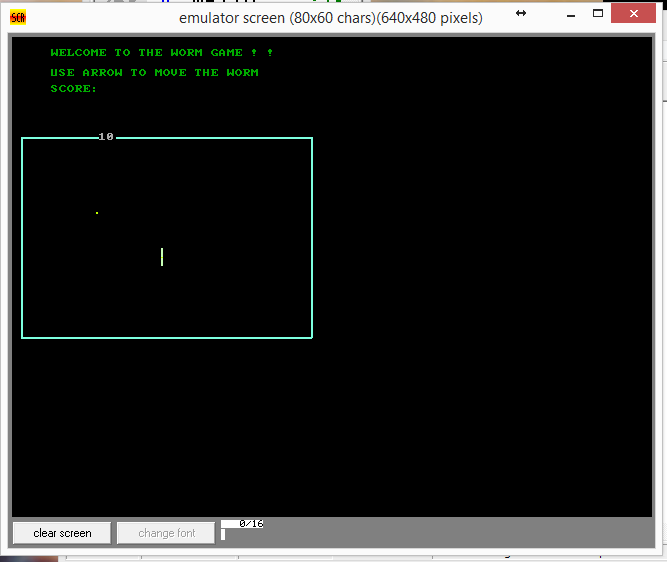 emulator screen (80x60 chars)(640x480 pixels)
WELCOME TO THE WORM GAME ! !
USE ARROW TO MOVE THE WORM
SCORE:
10
clear screen
change font
0/16